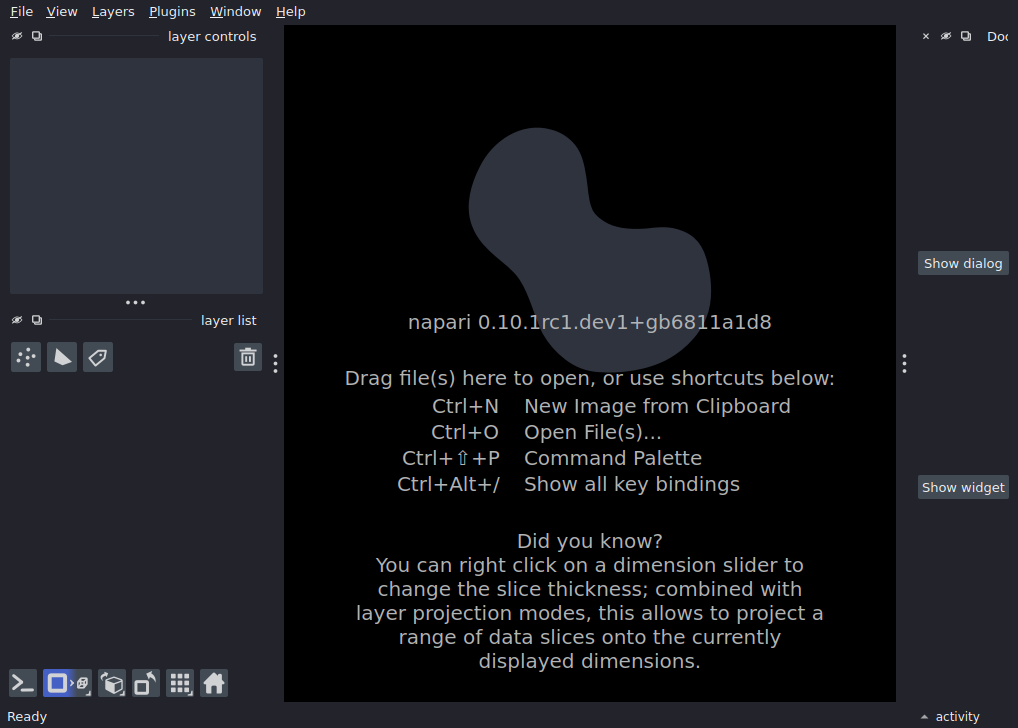 File View Layers Plugins Window Help
layer controls
Doc
layer list
Show dialog
Show widget
napari 0.10.1rc1.dev1+gb6811a1d8
Drag file(s) here to open, or use shortcuts below:
Ctrl+N New Image from Clipboard
Ctrl+O Open File(s)...
Ctrl+⇧+P Command Palette
Ctrl+Alt+/ Show all key bindings
Did you know?
You can right click on a dimension slider to
change the slice thickness; combined with
layer projection modes, this allows to project a
range of data slices onto the currently
displayed dimensions.
Ready
activity